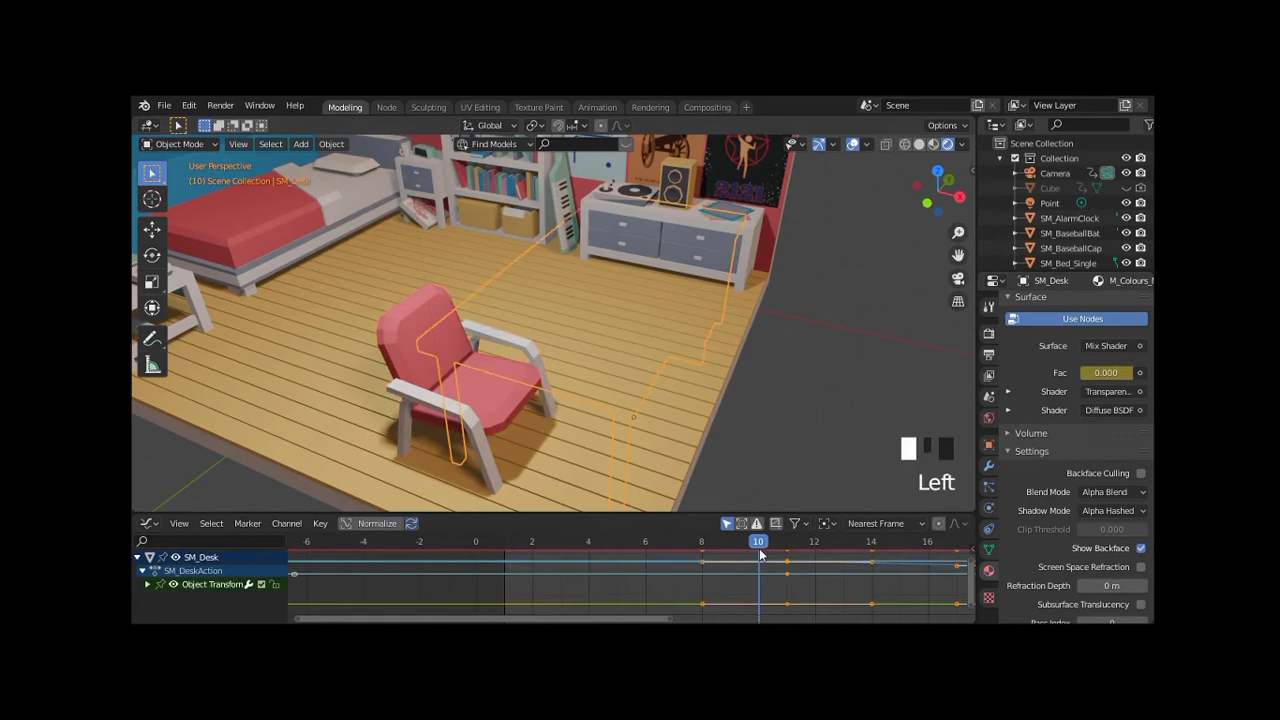 File Edit Render Window Help Modeling Node Sculpting UV Editing Texture Paint Animation Rendering Compositing + Scene View Layer
Global Options
Object Mode View Select Add Object Find Models
User Perspective
(10) Scene Collection | SM_Desk
2121
Left
Scene Collection
Collection
Camera
Cube
Point
SM_AlarmClock
SM_BaseballBat
SM_BaseballCap
SM_Bed_Single
SM_Desk M_Colours_
Surface
Use Nodes
Surface Mix Shader
Fac 0.000
Shader Transparen...
Shader Diffuse BSDF
Volume
Settings
Backface Culling
Blend Mode Alpha Blend
Shadow Mode Alpha Hashed
Clip Threshold 0.000
Show Backface
Screen Space Refraction
Refraction Depth 0 m
Subsurface Translucency
View Select Marker Channel Key Normalize Nearest Frame
-6 -4 -2 0 2 4 6 8 10 12 14 16
SM_Desk
SM_DeskAction
Object Transform